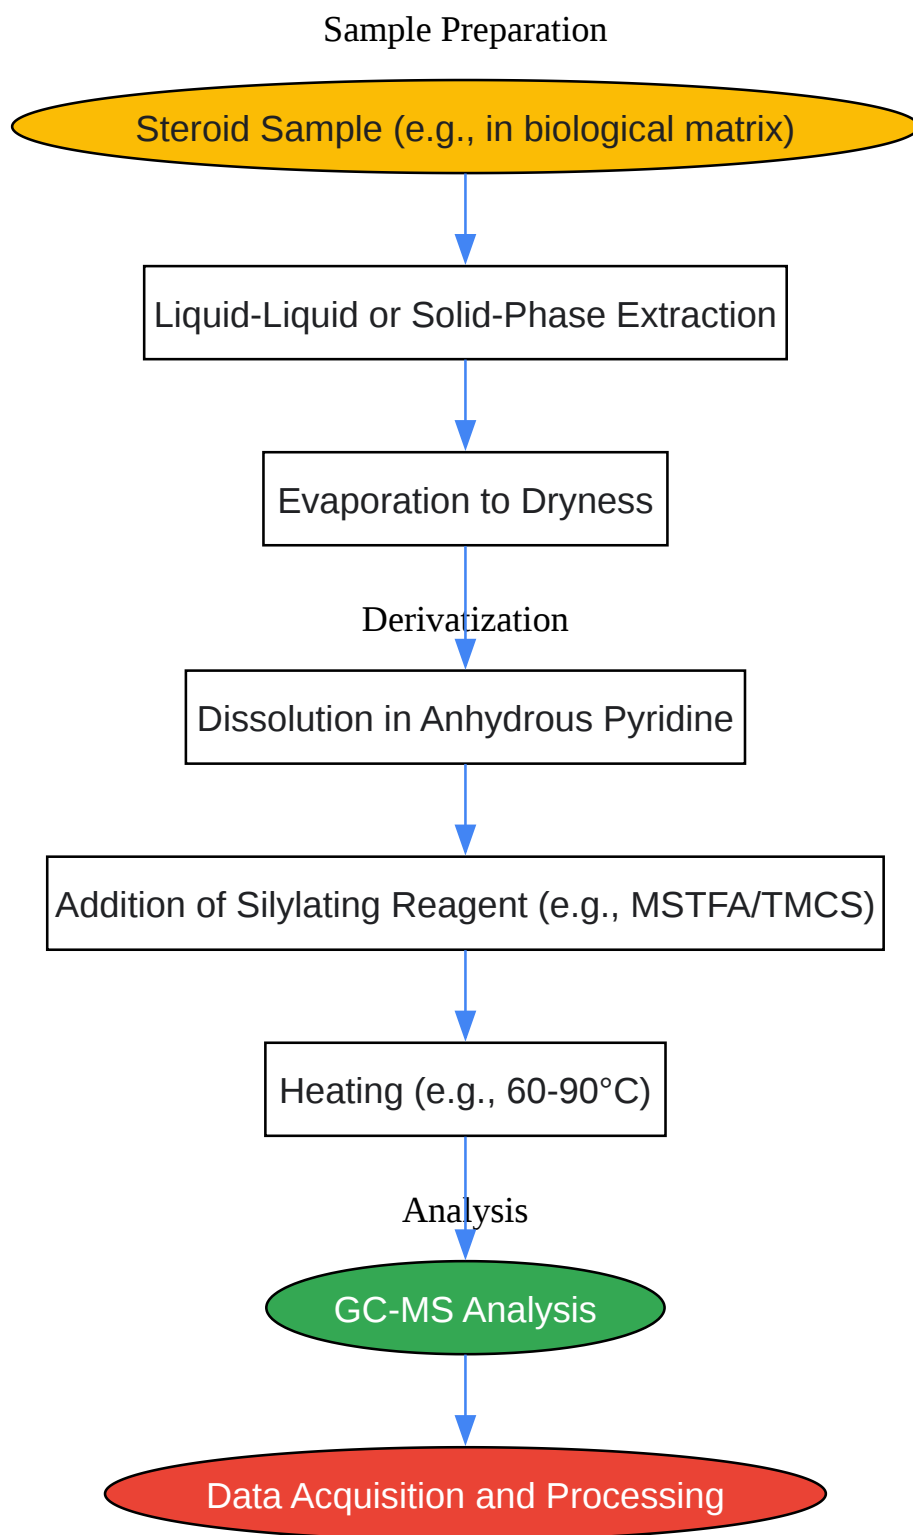 Sample Preparation
Steroid Sample (e.g., in biological matrix)
Liquid-Liquid or Solid-Phase Extraction
Evaporation to Dryness
Derivatization
Dissolution in Anhydrous Pyridine
Addition of Silylating Reagent (e.g., MSTFA/TMCS)
Heating (e.g., 60-90°C)
Analysis
GC-MS Analysis
Data Acquisition and Processing